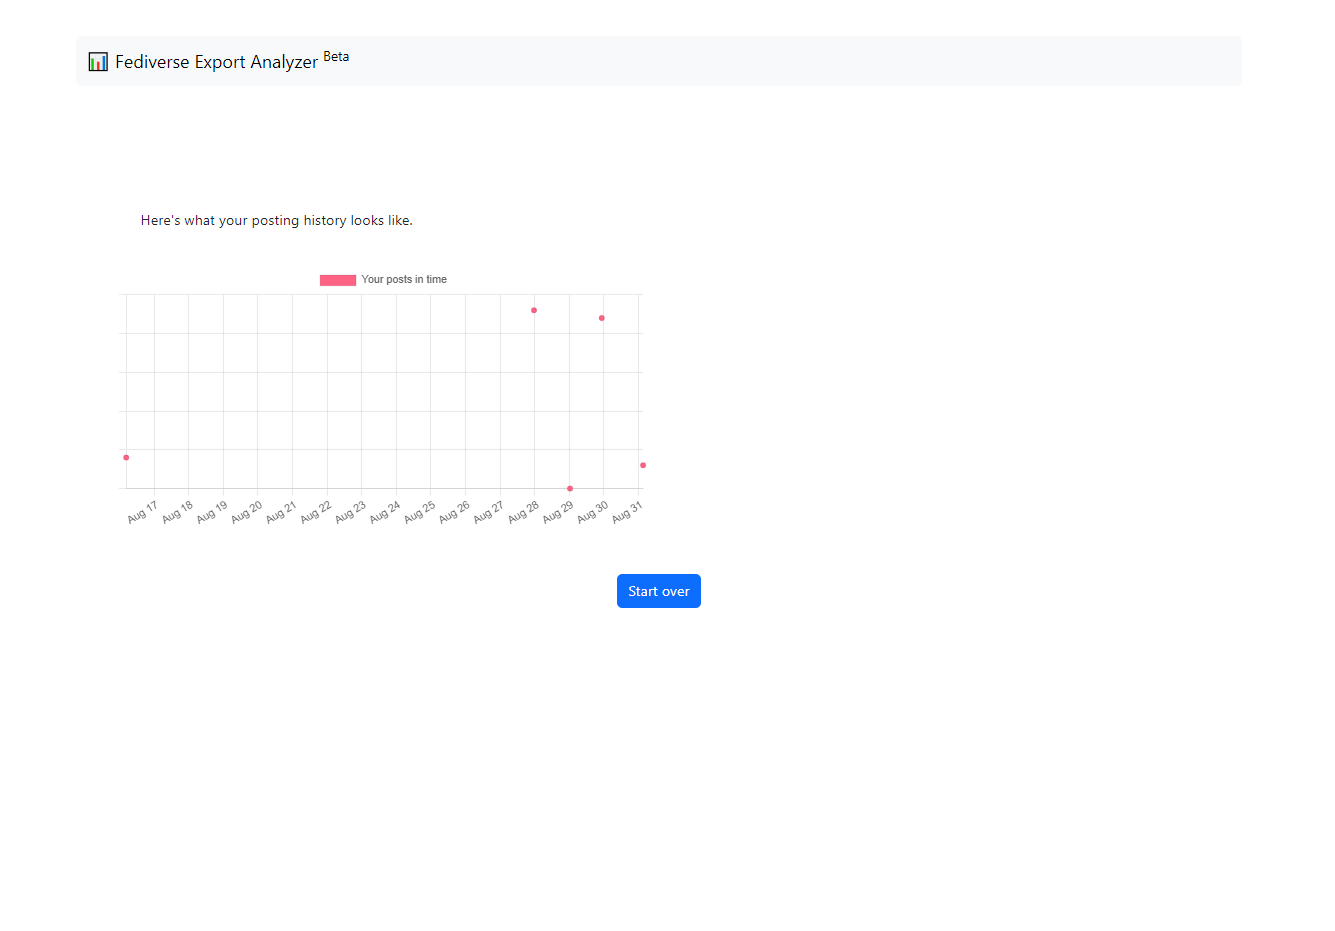 Fediverse Export Analyzer Beta
Here's what your posting history looks like.
Your posts in time
Aug 17 Aug 18 Aug 19 Aug 20 Aug 21 Aug 22 Aug 23 Aug 24 Aug 25 Aug 26 Aug 27 Aug 28 Aug 29 Aug 30 Aug 31
Start over